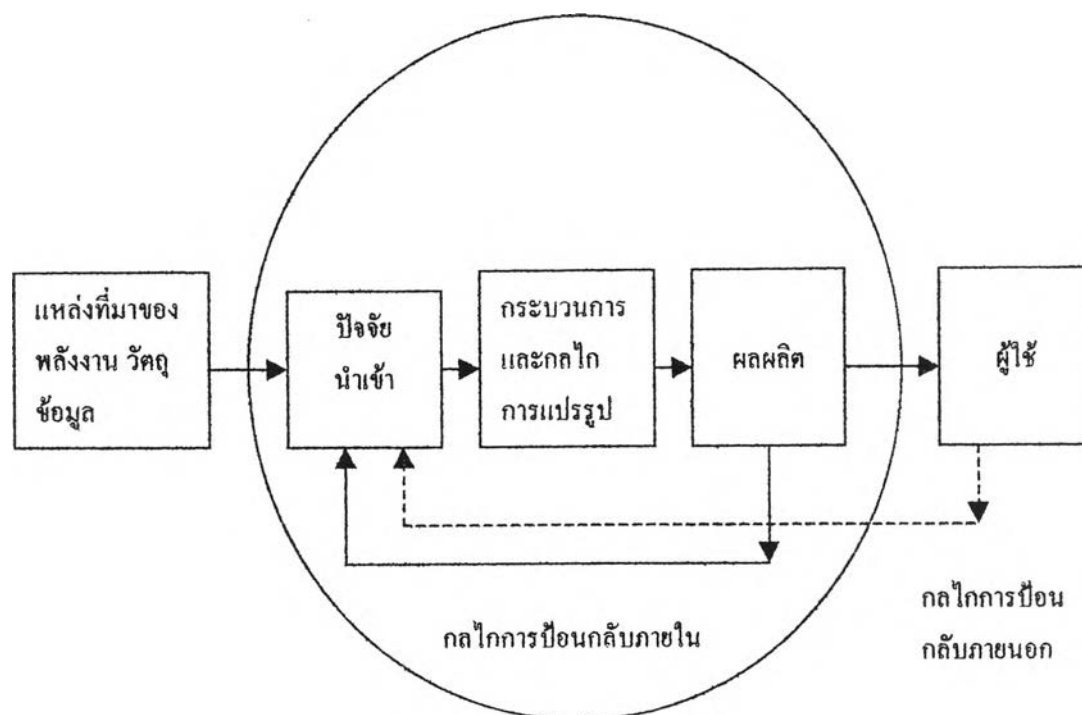 แหล่งที่มาของ
พลังงาน วัตถุ
ข้อมูล
ปัจจัย
นำเข้า
กระบวนการ
และกลไก
การแปรรูป
ผลผลิต
ผู้ใช้
กลไกการป้อนกลับภายใน
กลไกการป้อน
กลับภายนอก